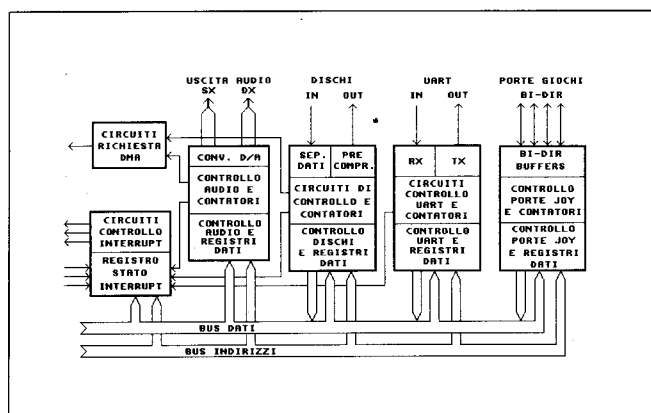 USCITA AUDIO
SX DX
DISCHI
IN OUT
UART
IN OUT
PORTE GIOCHI
BI-DIR
CIRCUITI
RICHIESTA
DMA
CIRCUITI
CONTROLLO
INTERRUPT
REGISTRO
STATO
INTERRUPT
CONV. D/A
CONTROLLO
AUDIO E
CONTATORI
CONTROLLO
AUDIO E
REGISTRI
DATI
SEP.
DATI
PRE
COMPR.
CIRCUITI DI
CONTROLLO E
CONTATORI
CONTROLLO
DISCHI
E REGISTRI
DATI
RX TX
CIRCUITI
CONTROLLO
UART E
CONTATORI
CONTROLLO
UART E
REGISTRI
DATI
BI-DIR
BUFFERS
CONTROLLO
PORTE JOY
E CONTATORI
CONTROLLO
PORTE JOY
E REGISTRI
DATI
BUS DATI
BUS INDIRIZZI